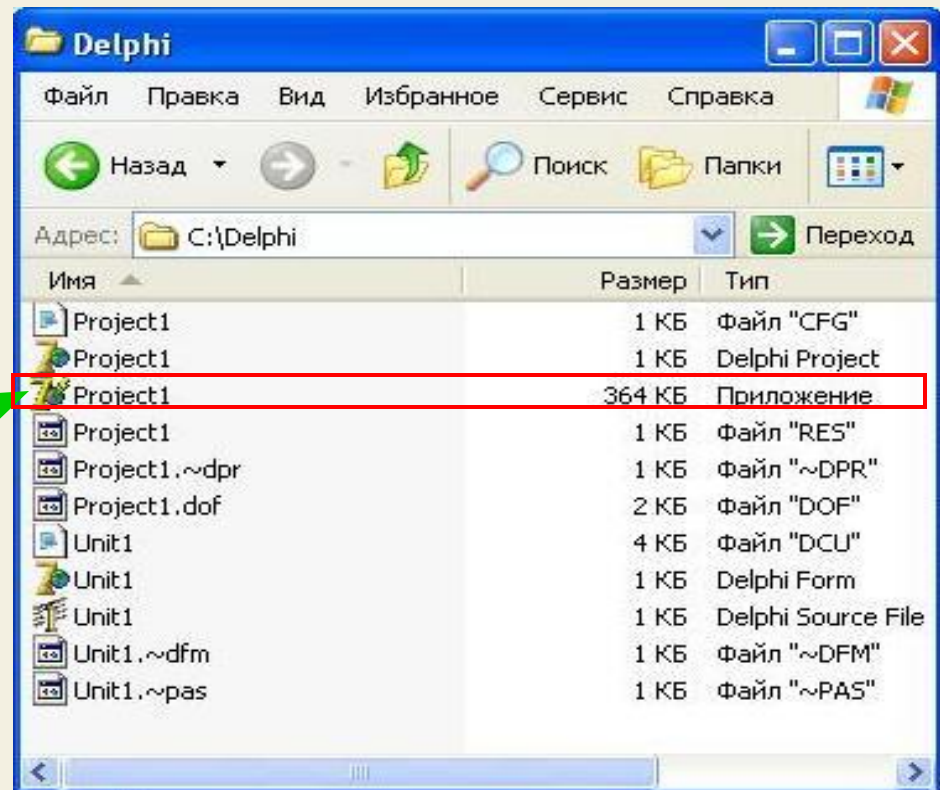 Delphi
Файл Правка Вид Избранное Сервис Справка
Назад Поиск Папки
Адрес: C:\Delphi Переход
Имя Размер Тип
Project1 1 КБ Файл "CFG"
Project1 1 КБ Delphi Project
Project1 364 КБ Приложение
Project1 1 КБ Файл "RES"
Project1.~dpr 1 КБ Файл "~DPR"
Project1.dof 2 КБ Файл "DOF"
Unit1 4 КБ Файл "DCU"
Unit1 1 КБ Delphi Form
Unit1 1 КБ Delphi Source File
Unit1.~dfm 1 КБ Файл "~DFM"
Unit1.~pas 1 КБ Файл "~PAS"